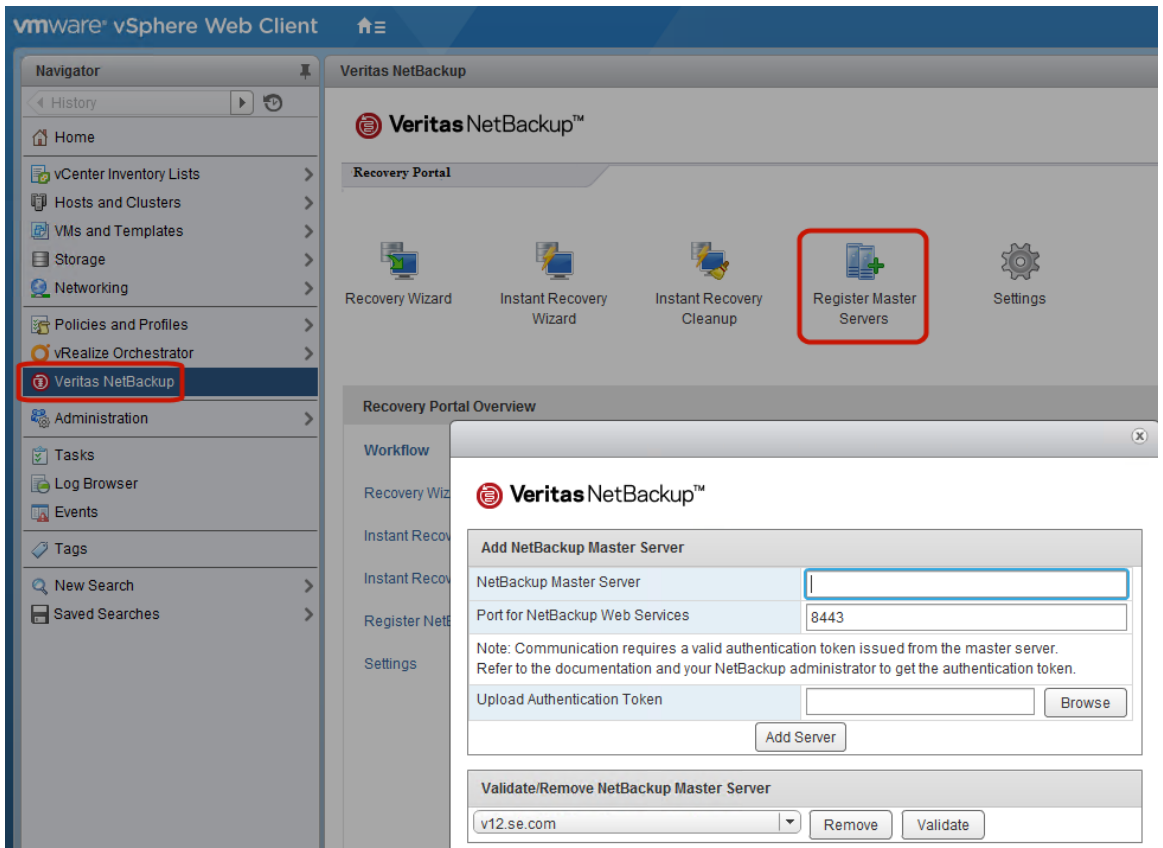 vmware® vSphere Web Client
Navigator
History
Home
vCenter Inventory Lists
Hosts and Clusters
VMs and Templates
Storage
Networking
Policies and Profiles
vRealize Orchestrator
Veritas NetBackup
Administration
Tasks
Log Browser
Events
Tags
New Search
Saved Searches
Veritas NetBackup
Veritas NetBackup™
Recovery Portal
Recovery Wizard
Instant Recovery
Wizard
Instant Recovery
Cleanup
Register Master
Servers
Settings
Recovery Portal Overview
Workflow
Recovery Wiz
Instant Recov
Instant Recov
Register NetB
Settings
Veritas NetBackup™
Add NetBackup Master Server
NetBackup Master Server
Port for NetBackup Web Services 8443
Note: Communication requires a valid authentication token issued from the master server.
Refer to the documentation and your NetBackup administrator to get the authentication token.
Upload Authentication Token Browse
Add Server
Validate/Remove NetBackup Master Server
v12.se.com Remove Validate